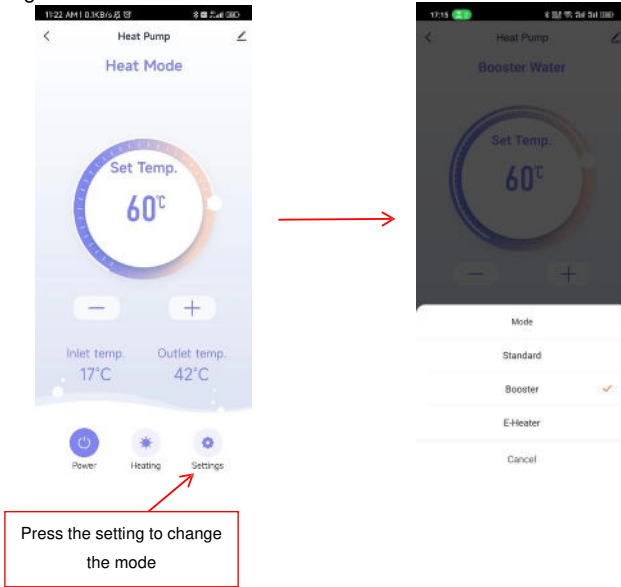 11:22 AM | 0.1KB/s
Heat Pump
Heat Mode
Set Temp.
60℃
Inlet temp.
Outlet temp.
17°C
42°C
Power
Heating
Settings
Press the setting to change
the mode
17:15
Heat Pump
Booster Water
Set Temp.
60℃
Mode
Standard
Booster
E-Heater
Cancel